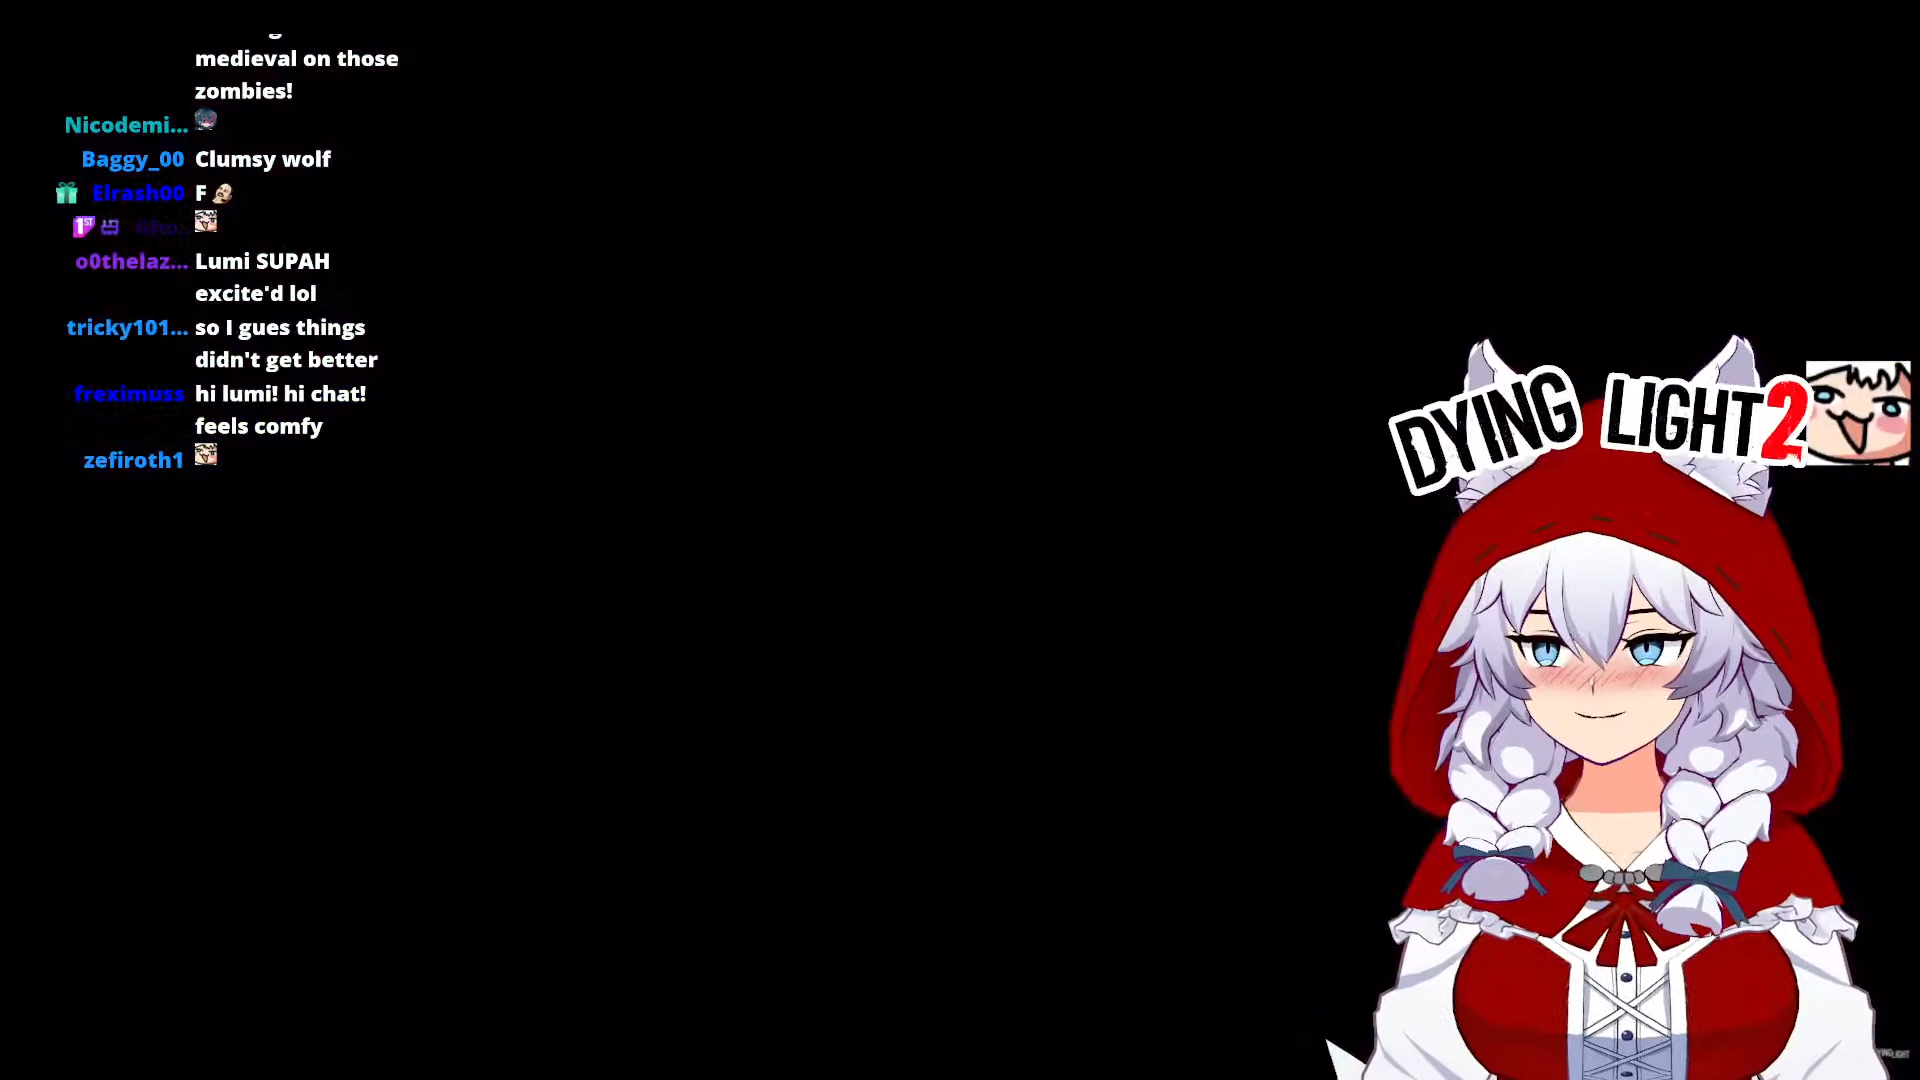 medieval on those
zombies!
Nicodemi...
Baggy_00 Clumsy wolf
Elrash00 F
1ST
o0thelaz... Lumi SUPAH
excite'd lol
tricky101... so I gues things
didn't get better
freximuss hi lumi! hi chat!
feels comfy
zefiroth1
DYING LIGHT 2